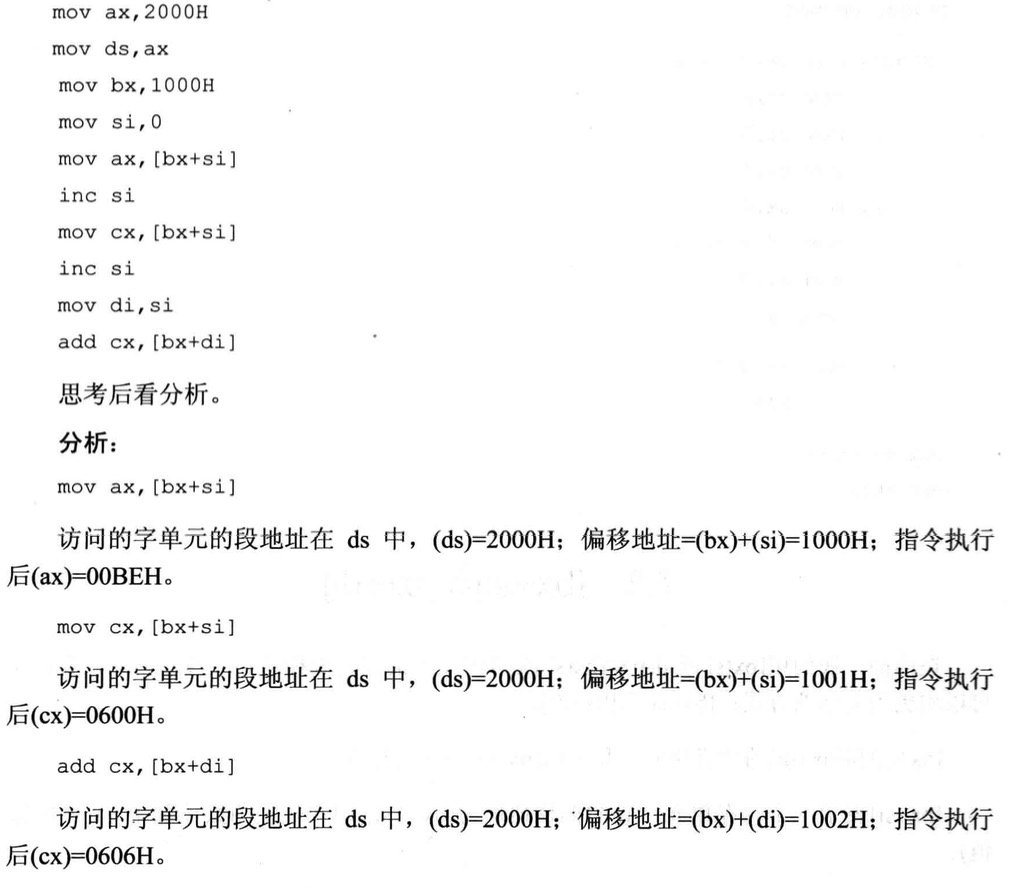 mov ax,2000H
mov ds,ax
mov bx,1000H
mov si,0
mov ax,[bx+si]
inc si
mov cx,[bx+si]
inc si
mov di,si
add cx,[bx+di]
思考后看分析。
分析：
mov ax,[bx+si]
访问的字单元的段地址在 ds 中，(ds)=2000H；偏移地址=(bx)+(si)=1000H；指令执行
后(ax)=00BEH。
mov cx,[bx+si]
访问的字单元的段地址在 ds 中，(ds)=2000H；偏移地址=(bx)+(si)=1001H；指令执行
后(cx)=0600H。
add cx,[bx+di]
访问的字单元的段地址在 ds 中，(ds)=2000H；偏移地址=(bx)+(di)=1002H；指令执行
后(cx)=0606H。